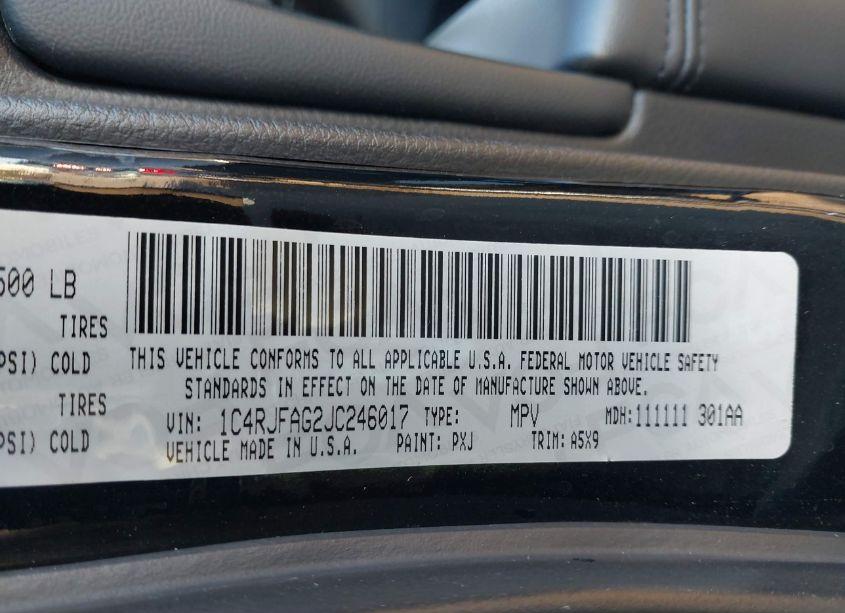 500 LB
TIRES
PSI) COLD
TIRES
PSI) COLD
THIS VEHICLE CONFORMS TO ALL APPLICABLE U.S.A. FEDERAL MOTOR VEHICLE SAFETY
STANDARDS IN EFFECT ON THE DATE OF MANUFACTURE SHOWN ABOVE.
VIN: 1C4RJFAG2JC246017 TYPE: MPV MDH:111111 301AA
VEHICLE MADE IN U.S.A. PAINT: PXJ TRIM: A5X9